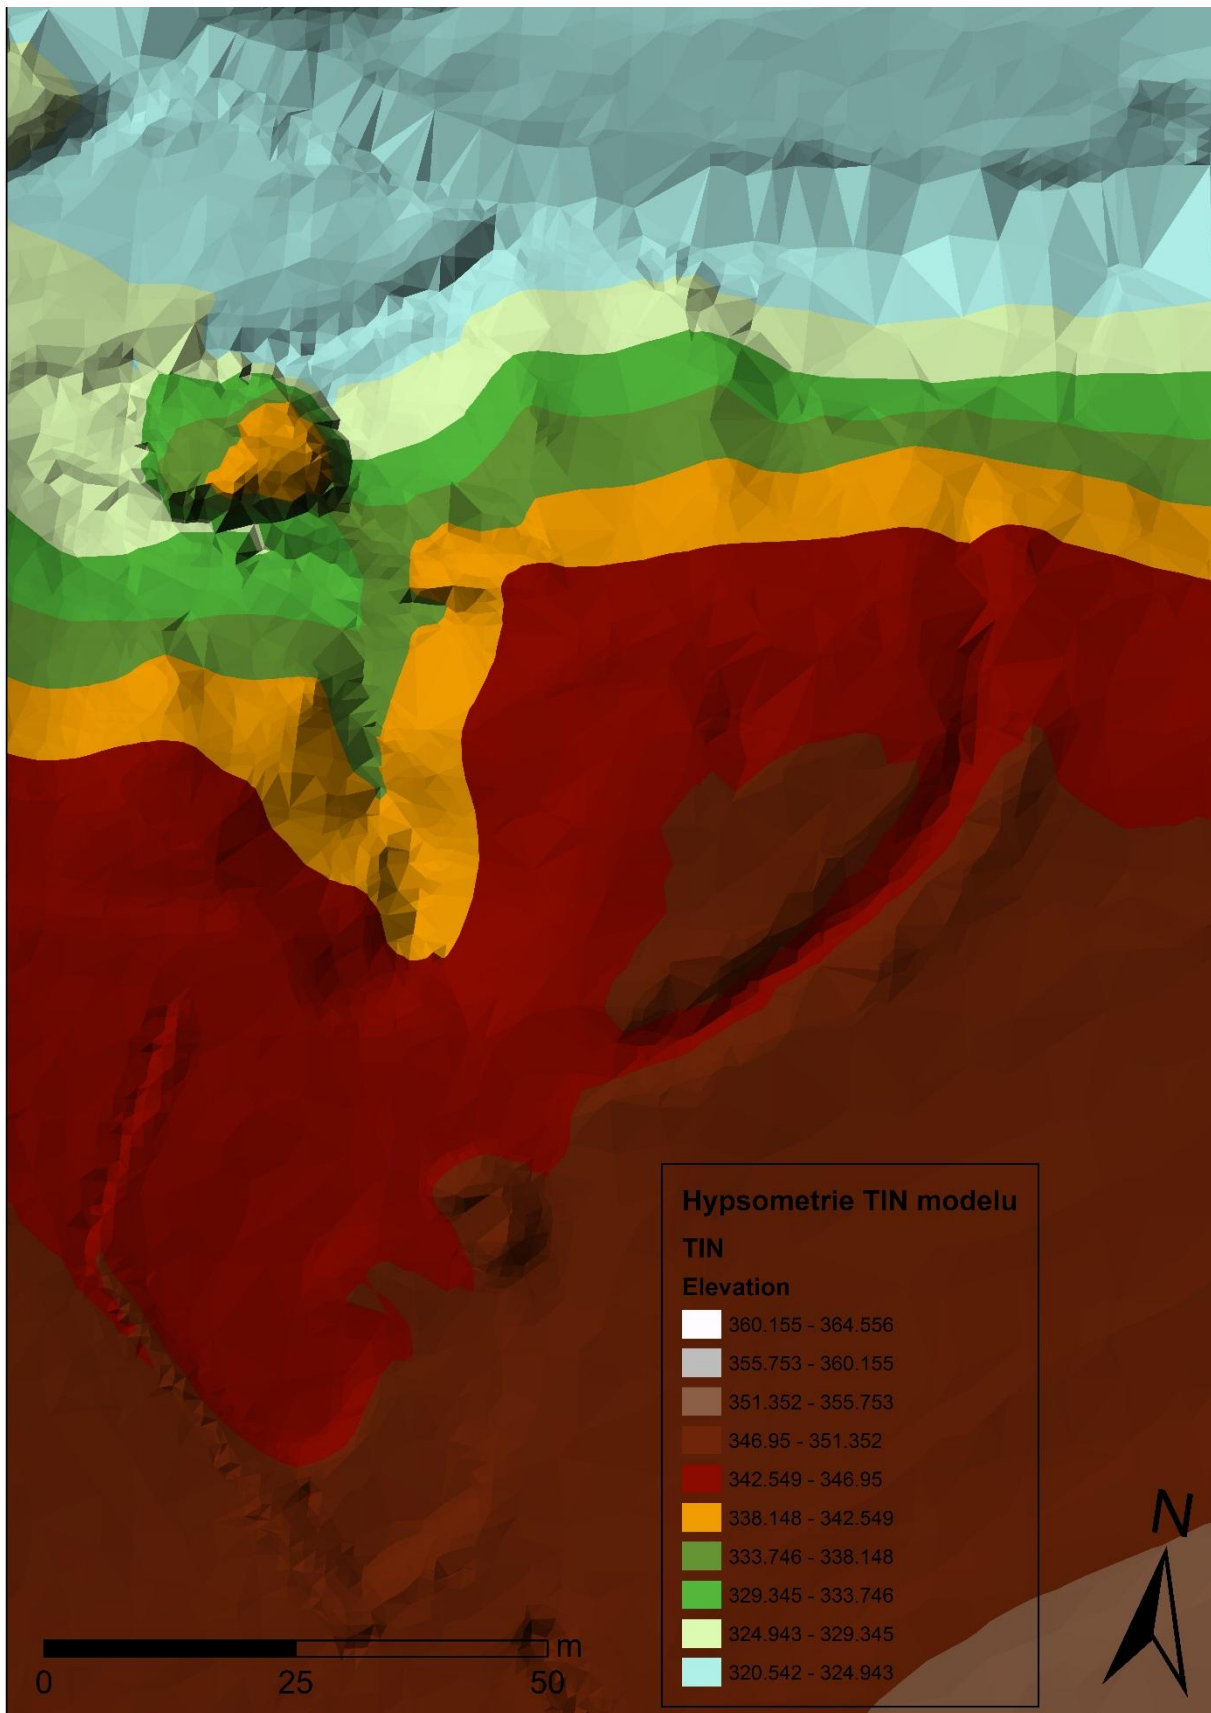 Hypsometrie TIN modelu
TIN
Elevation
360.155 - 364.556
355.753 - 360.155
351.352 - 355.753
346.95 - 351.352
342.549 - 346.95
338.148 - 342.549
333.746 - 338.148
329.345 - 333.746
324.943 - 329.345
320.542 - 324.943
N
m
0 25 50